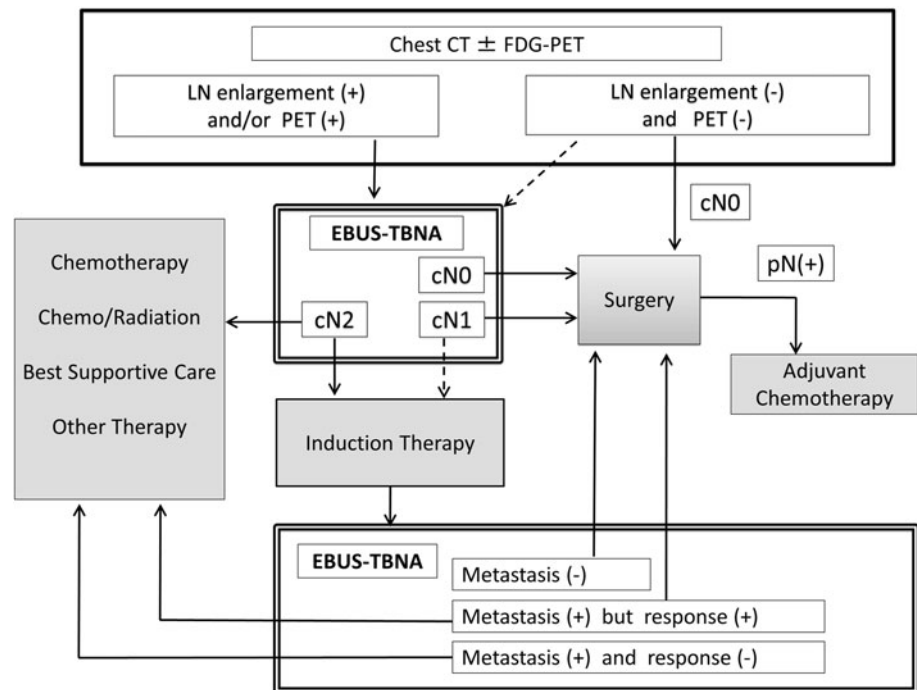 Chest CT ± FDG-PET
LN enlargement (+)
and/or PET (+)
LN enlargement (-)
and PET (-)
cN0
EBUS-TBNA
cN0
cN2
cN1
pN(+)
Surgery
Chemotherapy
Chemo/Radiation
Best Supportive Care
Other Therapy
Adjuvant
Chemotherapy
Induction Therapy
EBUS-TBNA
Metastasis (-)
Metastasis (+) but response (+)
Metastasis (+) and response (-)